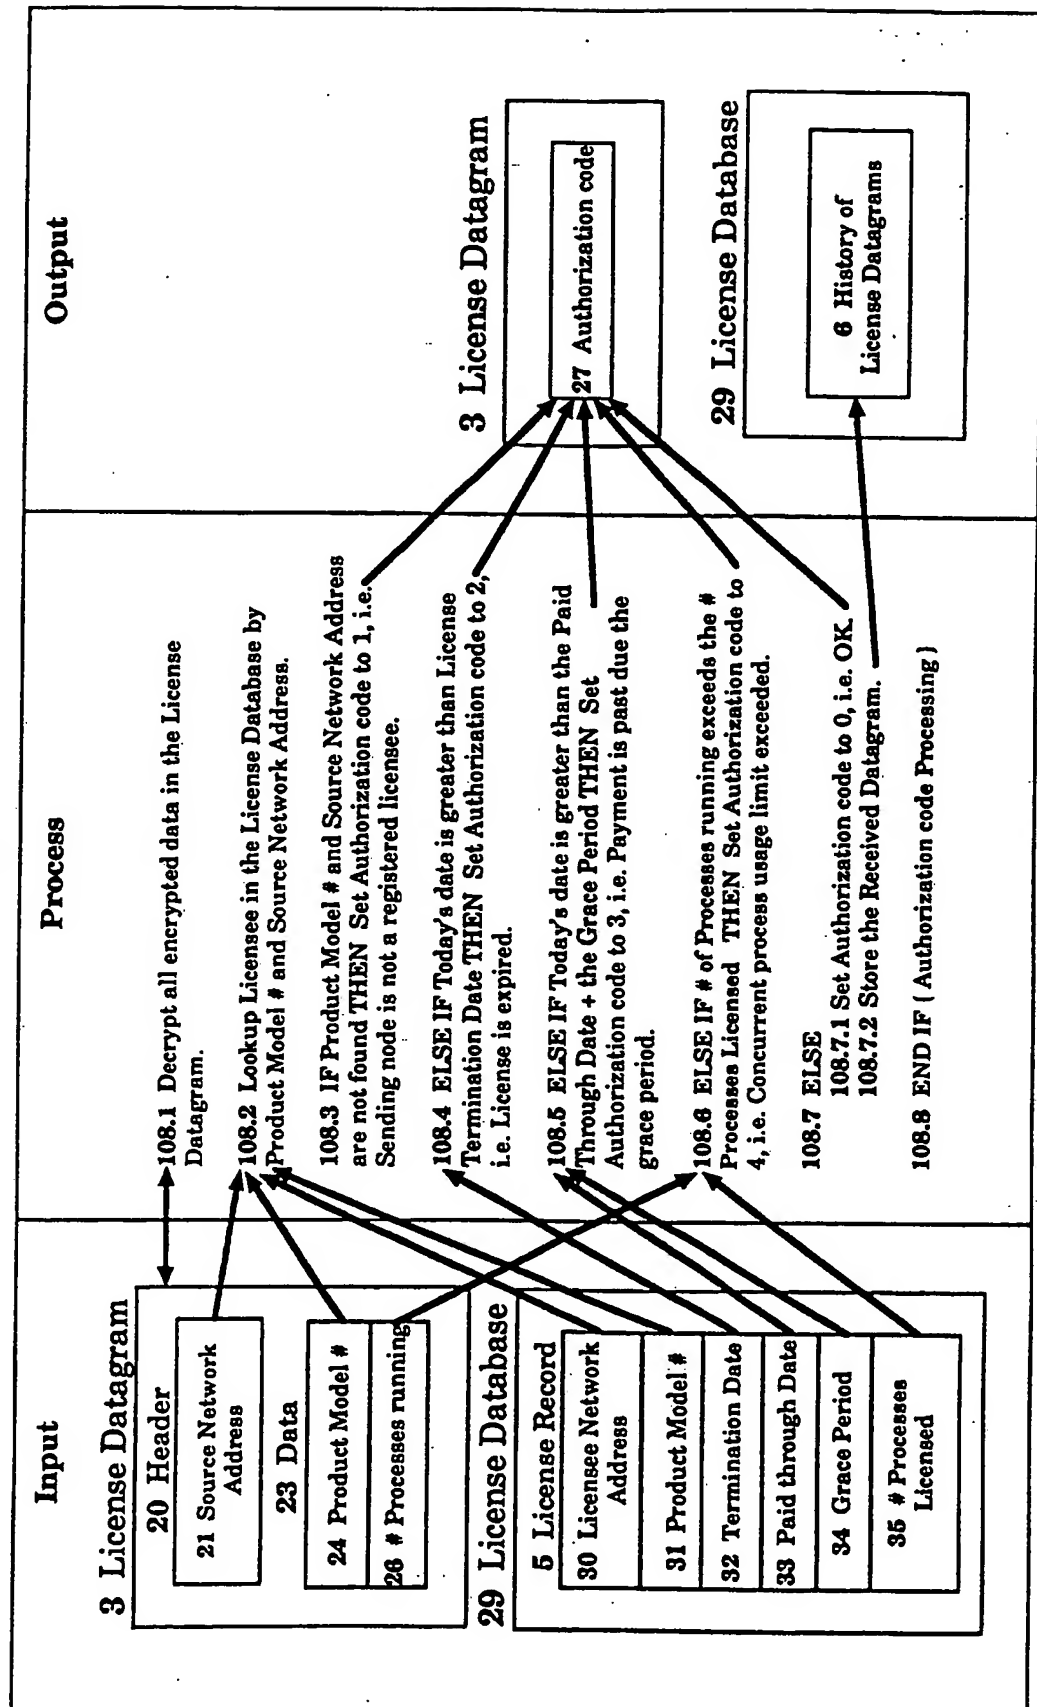 Input
3 License Datagram
20 Header
21 Source Network
Address
23 Data
24 Product Model #
26 # Processes running
29 License Database
5 License Record
30 Licensee Network
Address
31 Product Model #
32 Termination Date
33 Paid through Date
34 Grace Period
35 # Processes
Licensed
Process
108.1 Decrypt all encrypted data in the License
Datagram.
108.2 Lookup Licensee in the License Database by
Product Model # and Source Network Address.
108.3 IF Product Model # and Source Network Address
are not found THEN Set Authorization code to 1, i.e.
Sending node is not a registered licensee.
108.4 ELSE IF Today's date is greater than License
Termination Date THEN Set Authorization code to 2,
i.e. License is expired.
108.5 ELSE IF Today's date is greater than the Paid
Through Date + the Grace Period THEN Set
Authorization code to 3, i.e. Payment is past due the
grace period.
108.6 ELSE IF # of Processes running exceeds the #
Processes Licensed THEN Set Authorization code to
4, i.e. Concurrent process usage limit exceeded.
108.7 ELSE
108.7.1 Set Authorization code to 0, i.e. OK.
108.7.2 Store the Received Datagram.
108.8 END IF ( Authorization code Processing )
Output
3 License Datagram
27 Authorization code
29 License Database
6 History of
License Datagrams